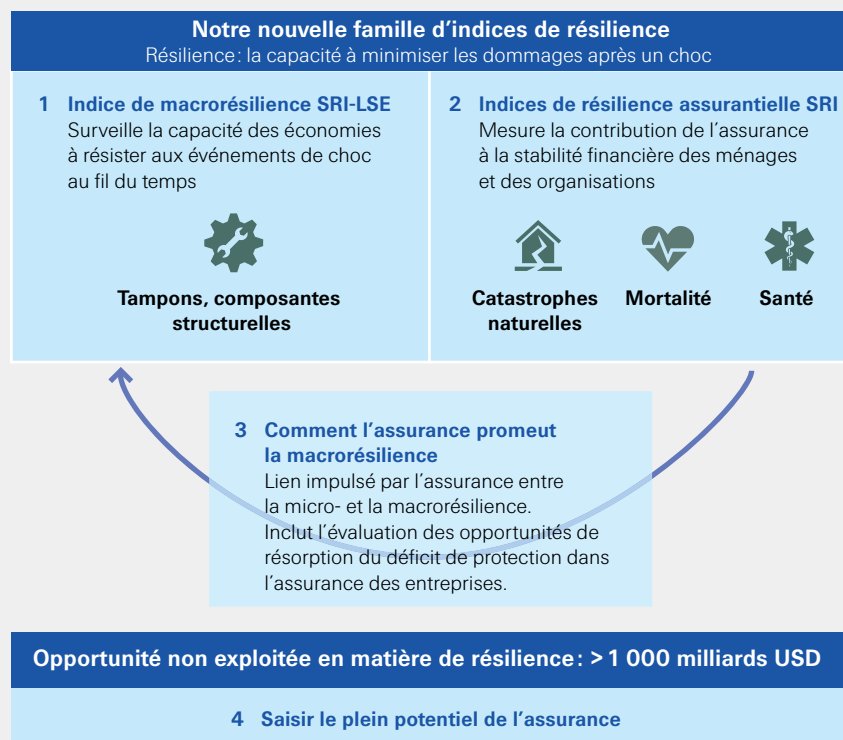 Notre nouvelle famille d’indices de résilience
Résilience: la capacité à minimiser les dommages après un choc
1 Indice de macrorésilience SRI-LSE
Surveille la capacité des économies
à résister aux événements de choc
au fil du temps
Tampons, composantes
structurelles
2 Indices de résilience assurantielle SRI
Mesure la contribution de l’assurance
à la stabilité financière des ménages
et des organisations
Catastrophes
naturelles
Mortalité
Santé
3 Comment l’assurance promeut
la macrorésilience
Lien impulsé par l’assurance entre
la micro- et la macrorésilience.
Inclut l’évaluation des opportunités de
résorption du déficit de protection dans
l’assurance des entreprises.
Opportunité non exploitée en matière de résilience: > 1 000 milliards USD
4 Saisir le plein potentiel de l’assurance